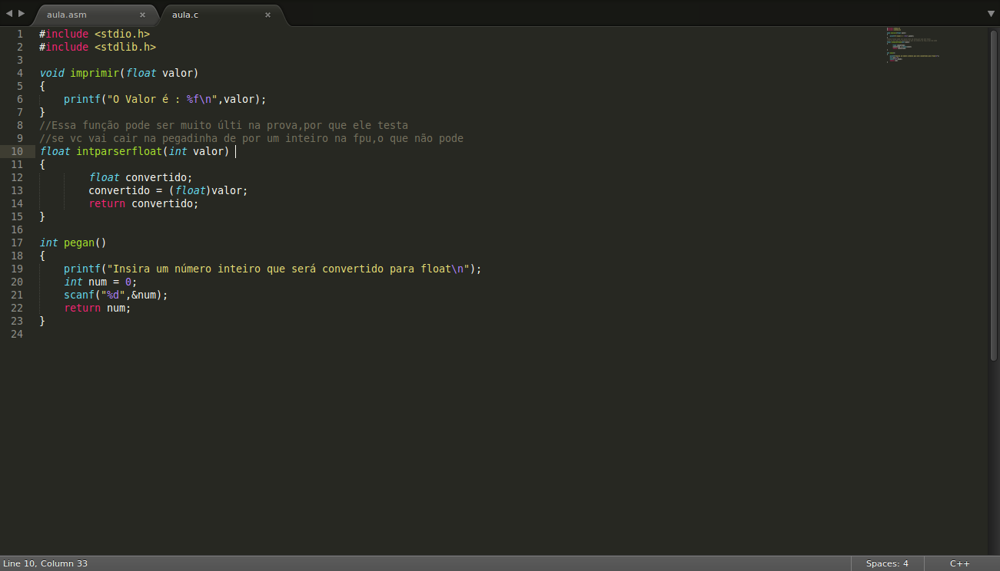 aula.asm × aula.c ×
1 #include <stdio.h>
2 #include <stdlib.h>
3
4 void imprimir(float valor)
5 {
6     printf("O Valor é : %f\n",valor);
7 }
8 //Essa função pode ser muito últi na prova,por que ele testa
9 //se vc vai cair na pegadinha de por um inteiro na fpu,o que não pode
10 float intparserfloat(int valor)
11 {
12         float convertido;
13         convertido = (float)valor;
14         return convertido;
15 }
16
17 int pegan()
18 {
19     printf("Insira um número inteiro que será convertido para float\n");
20     int num = 0;
21     scanf("%d",&num);
22     return num;
23 }
24
Line 10, Column 33 Spaces: 4 C++